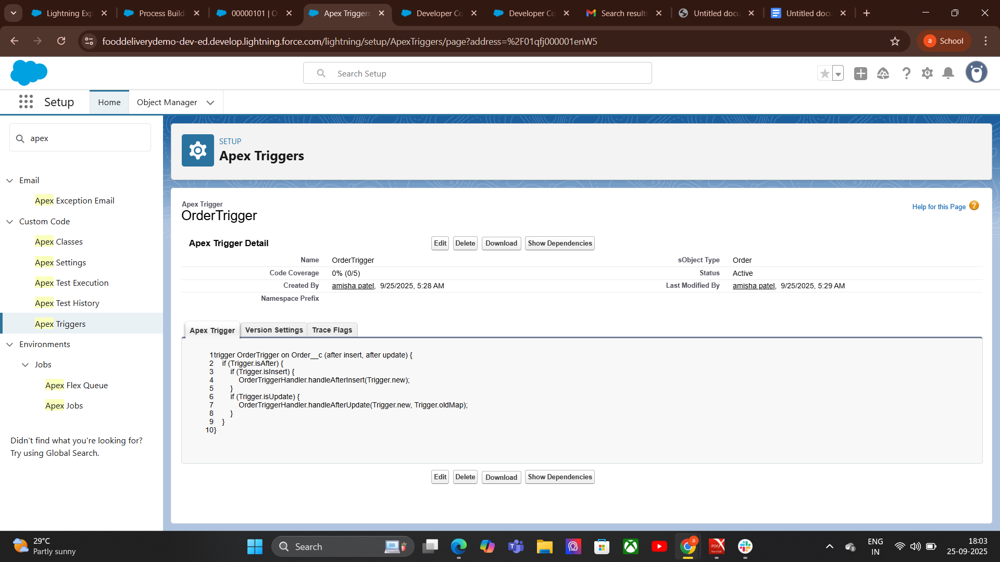 Lightning Exp
Process Build
00000101 | O
Apex Triggers
Developer Co
Developer Co
Search results
Untitled docu
Untitled docu
fooddeliverydemo-dev-ed.develop.lightning.force.com/lightning/setup/ApexTriggers/page?address=%2F01qfj000001enW5
a School
Search Setup
Setup Home Object Manager
apex
Email
Apex Exception Email
Custom Code
Apex Classes
Apex Settings
Apex Test Execution
Apex Test History
Apex Triggers
Environments
Jobs
Apex Flex Queue
Apex Jobs
Didn't find what you're looking for?
Try using Global Search.
SETUP
Apex Triggers
Apex Trigger
OrderTrigger
Help for this Page ?
Apex Trigger Detail
Edit Delete Download Show Dependencies
Name OrderTrigger sObject Type Order
Code Coverage 0% (0/5) Status Active
Created By amisha patel, 9/25/2025, 5:28 AM Last Modified By amisha patel, 9/25/2025, 5:29 AM
Namespace Prefix
Apex Trigger Version Settings Trace Flags
1trigger OrderTrigger on Order__c (after insert, after update) {
2 if (Trigger.isAfter) {
3 if (Trigger.isInsert) {
4 OrderTriggerHandler.handleAfterInsert(Trigger.new);
5 }
6 if (Trigger.isUpdate) {
7 OrderTriggerHandler.handleAfterUpdate(Trigger.new, Trigger.oldMap);
8 }
9 }
10}
Edit Delete Download Show Dependencies
29°C
Partly sunny
Search
ENG
IN
18:03
25-09-2025